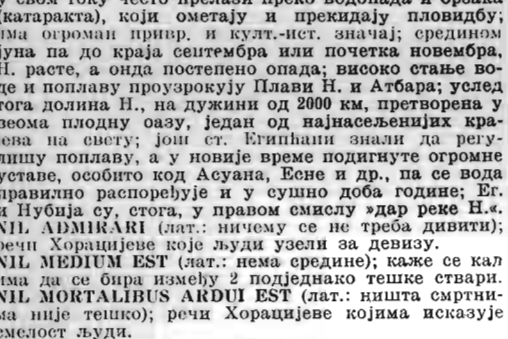 у свом току често прелази преко водопада и брзака
(катаракта), који ометају и прекидају пловидбу;
има огроман привр. и култ.-ист. значај; средином
јуна па до краја септембра или почетка новембра,
Н. расте, а онда постепено опада; високо стање во-
де и поплаву проузрокују Плави Н. и Атбара; услед
тога долина Н., на дужини од 2000 км, претворена у
веома плодну оазу, један од најнасељенијих кра-
јева на свету; још ст. Египћани знали да регу-
лишу поплаву, а у новије време подигнуте огромне
уставе, особито код Асуана, Есне и др., па се вода
правилно распоређује и у сушно доба године; Ег.
и Нубија су, стога, у правом смислу »дар реке Н.«.
NIL ADMIRARI (лат.: ничему се не треба дивити);
речи Хорацијеве које људи узели за девизу.
NIL MEDIUM EST (лат.: нема средине); каже се кад
има да се бира између 2 подједнако тешке ствари.
NIL MORTALIBUS ARDUI EST (лат.: ништа смртни-
ма није тешко); речи Хорацијеве којима исказује
смелост људи.